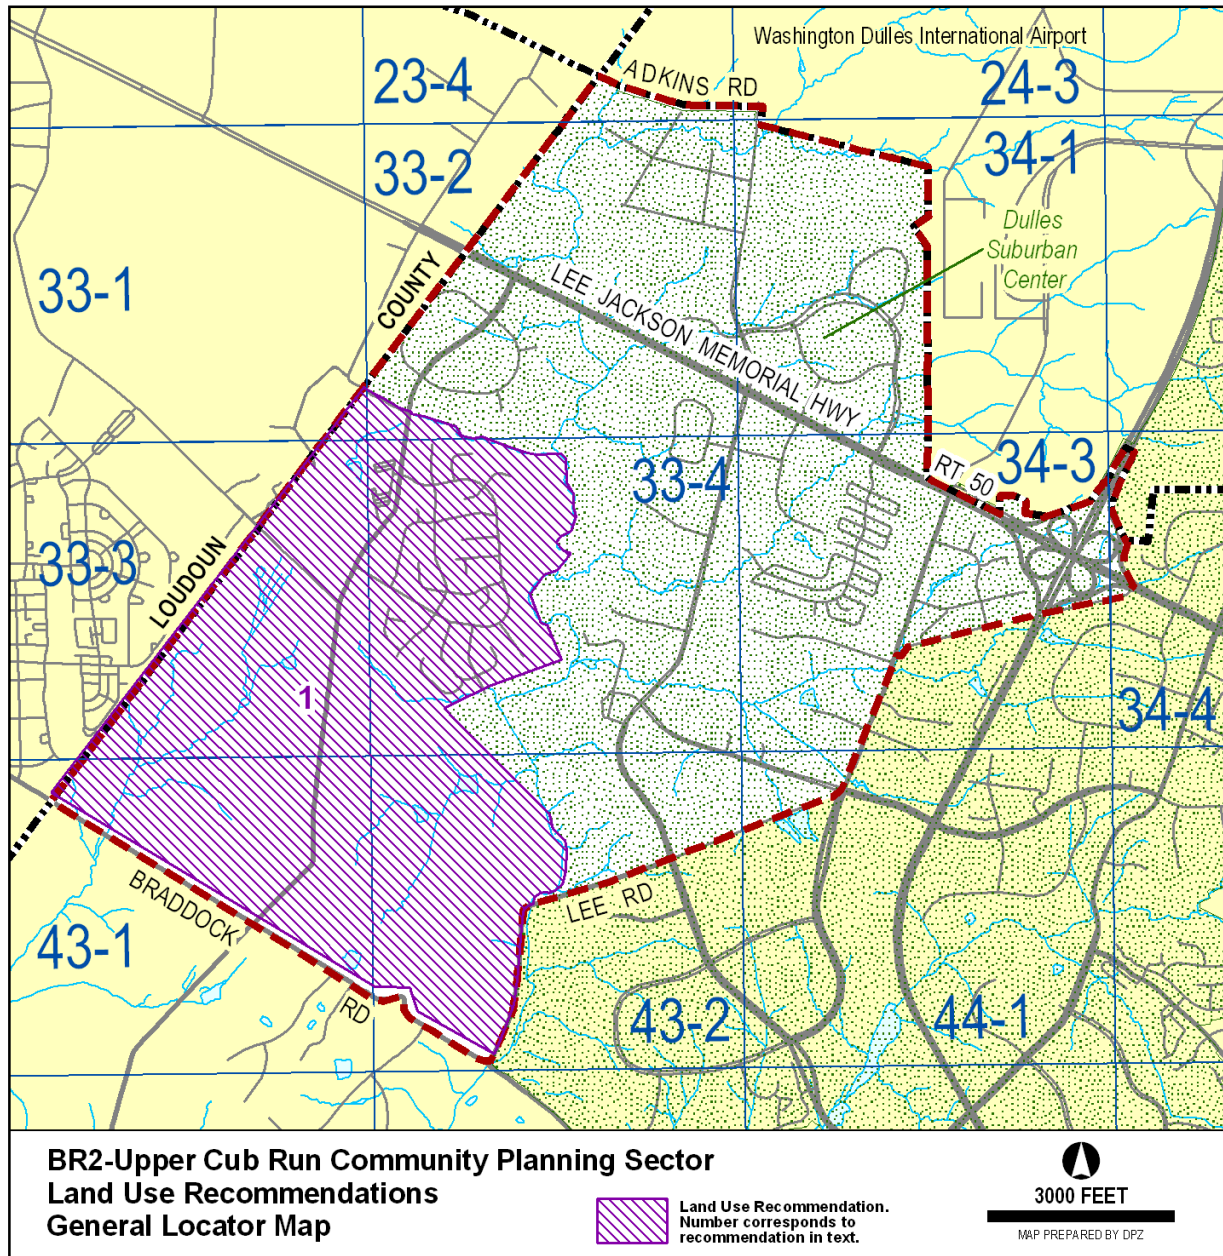 Washington Dulles International Airport
ADKINS RD
23-4
24-3
33-2
34-1
Dulles
Suburban
Center
33-1
COUNTY
LEE JACKSON MEMORIAL HWY
RT 50
34-3
33-4
33-3
LOUDOUN
1
34-4
BRADDOCK
RD
LEE RD
43-1
43-2
44-1
BR2-Upper Cub Run Community Planning Sector
Land Use Recommendations
General Locator Map
Land Use Recommendation.
Number corresponds to
recommendation in text.
3000 FEET
MAP PREPARED BY DPZ